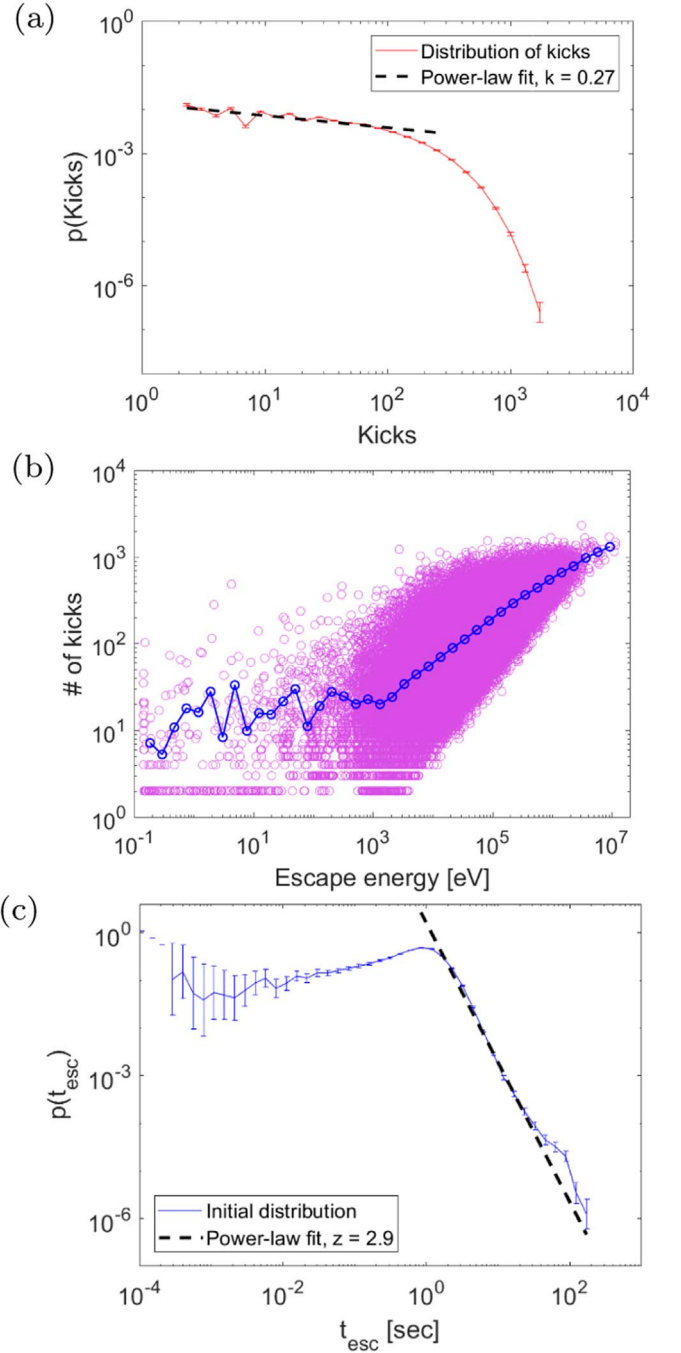 (a)
10^0
10^-3
10^-6
p(Kicks)
Distribution of kicks
Power-law fit, k = 0.27
10^0 10^1 10^2 10^3 10^4
Kicks
(b)
10^4
10^3
10^2
10^1
10^0
# of kicks
10^-1 10^1 10^3 10^5 10^7
Escape energy [eV]
(c)
10^0
10^-3
10^-6
p(t_esc)
Initial distribution
Power-law fit, z = 2.9
10^-4 10^-2 10^0 10^2
t_esc [sec]